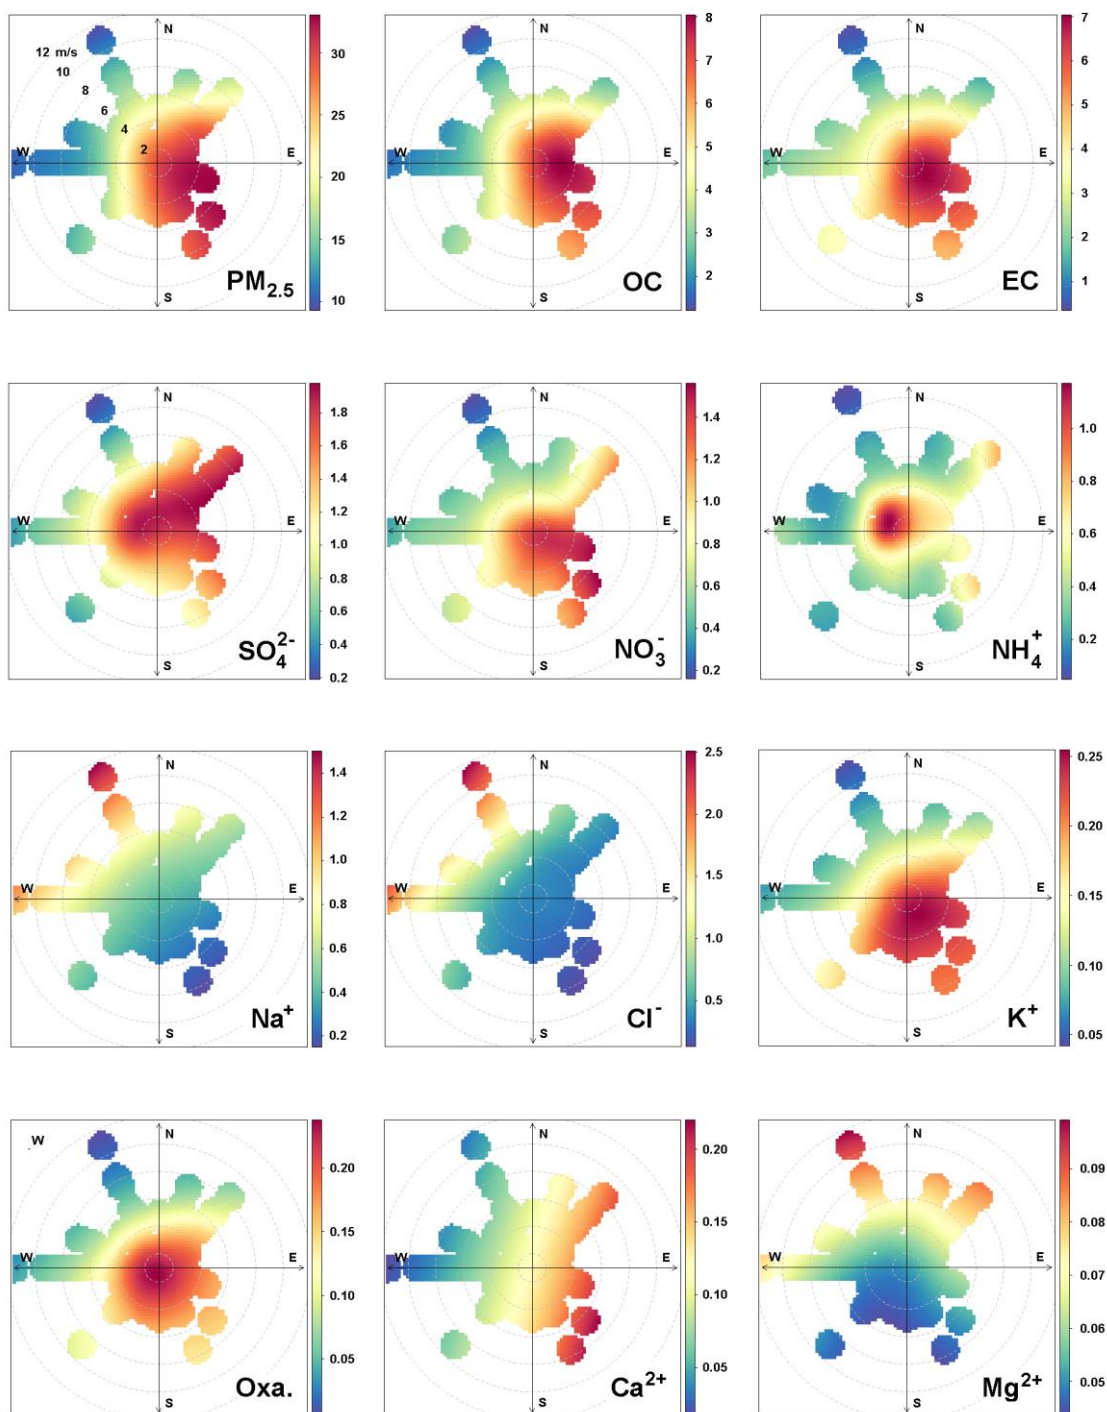 N
12 m/s
10
8
6
4
2
W
E
S
PM2.5
30
25
20
15
10
N
W
E
S
OC
8
7
6
5
4
3
2
N
W
E
S
EC
7
6
5
4
3
2
1
N
W
E
S
SO₄²⁻
1.8
1.6
1.4
1.2
1.0
0.8
0.6
0.4
0.2
N
W
E
S
NO₃⁻
1.4
1.2
1.0
0.8
0.6
0.4
0.2
N
W
E
S
NH₄⁺
1.0
0.8
0.6
0.4
0.2
N
W
E
S
Na⁺
1.4
1.2
1.0
0.8
0.6
0.4
0.2
N
W
E
S
Cl⁻
2.5
2.0
1.5
1.0
0.5
N
W
E
S
K⁺
0.25
0.20
0.15
0.10
0.05
W
N
W
E
S
Oxa.
0.20
0.15
0.10
0.05
N
W
E
S
Ca²⁺
0.20
0.15
0.10
0.05
N
W
E
S
Mg²⁺
0.09
0.08
0.07
0.06
0.05